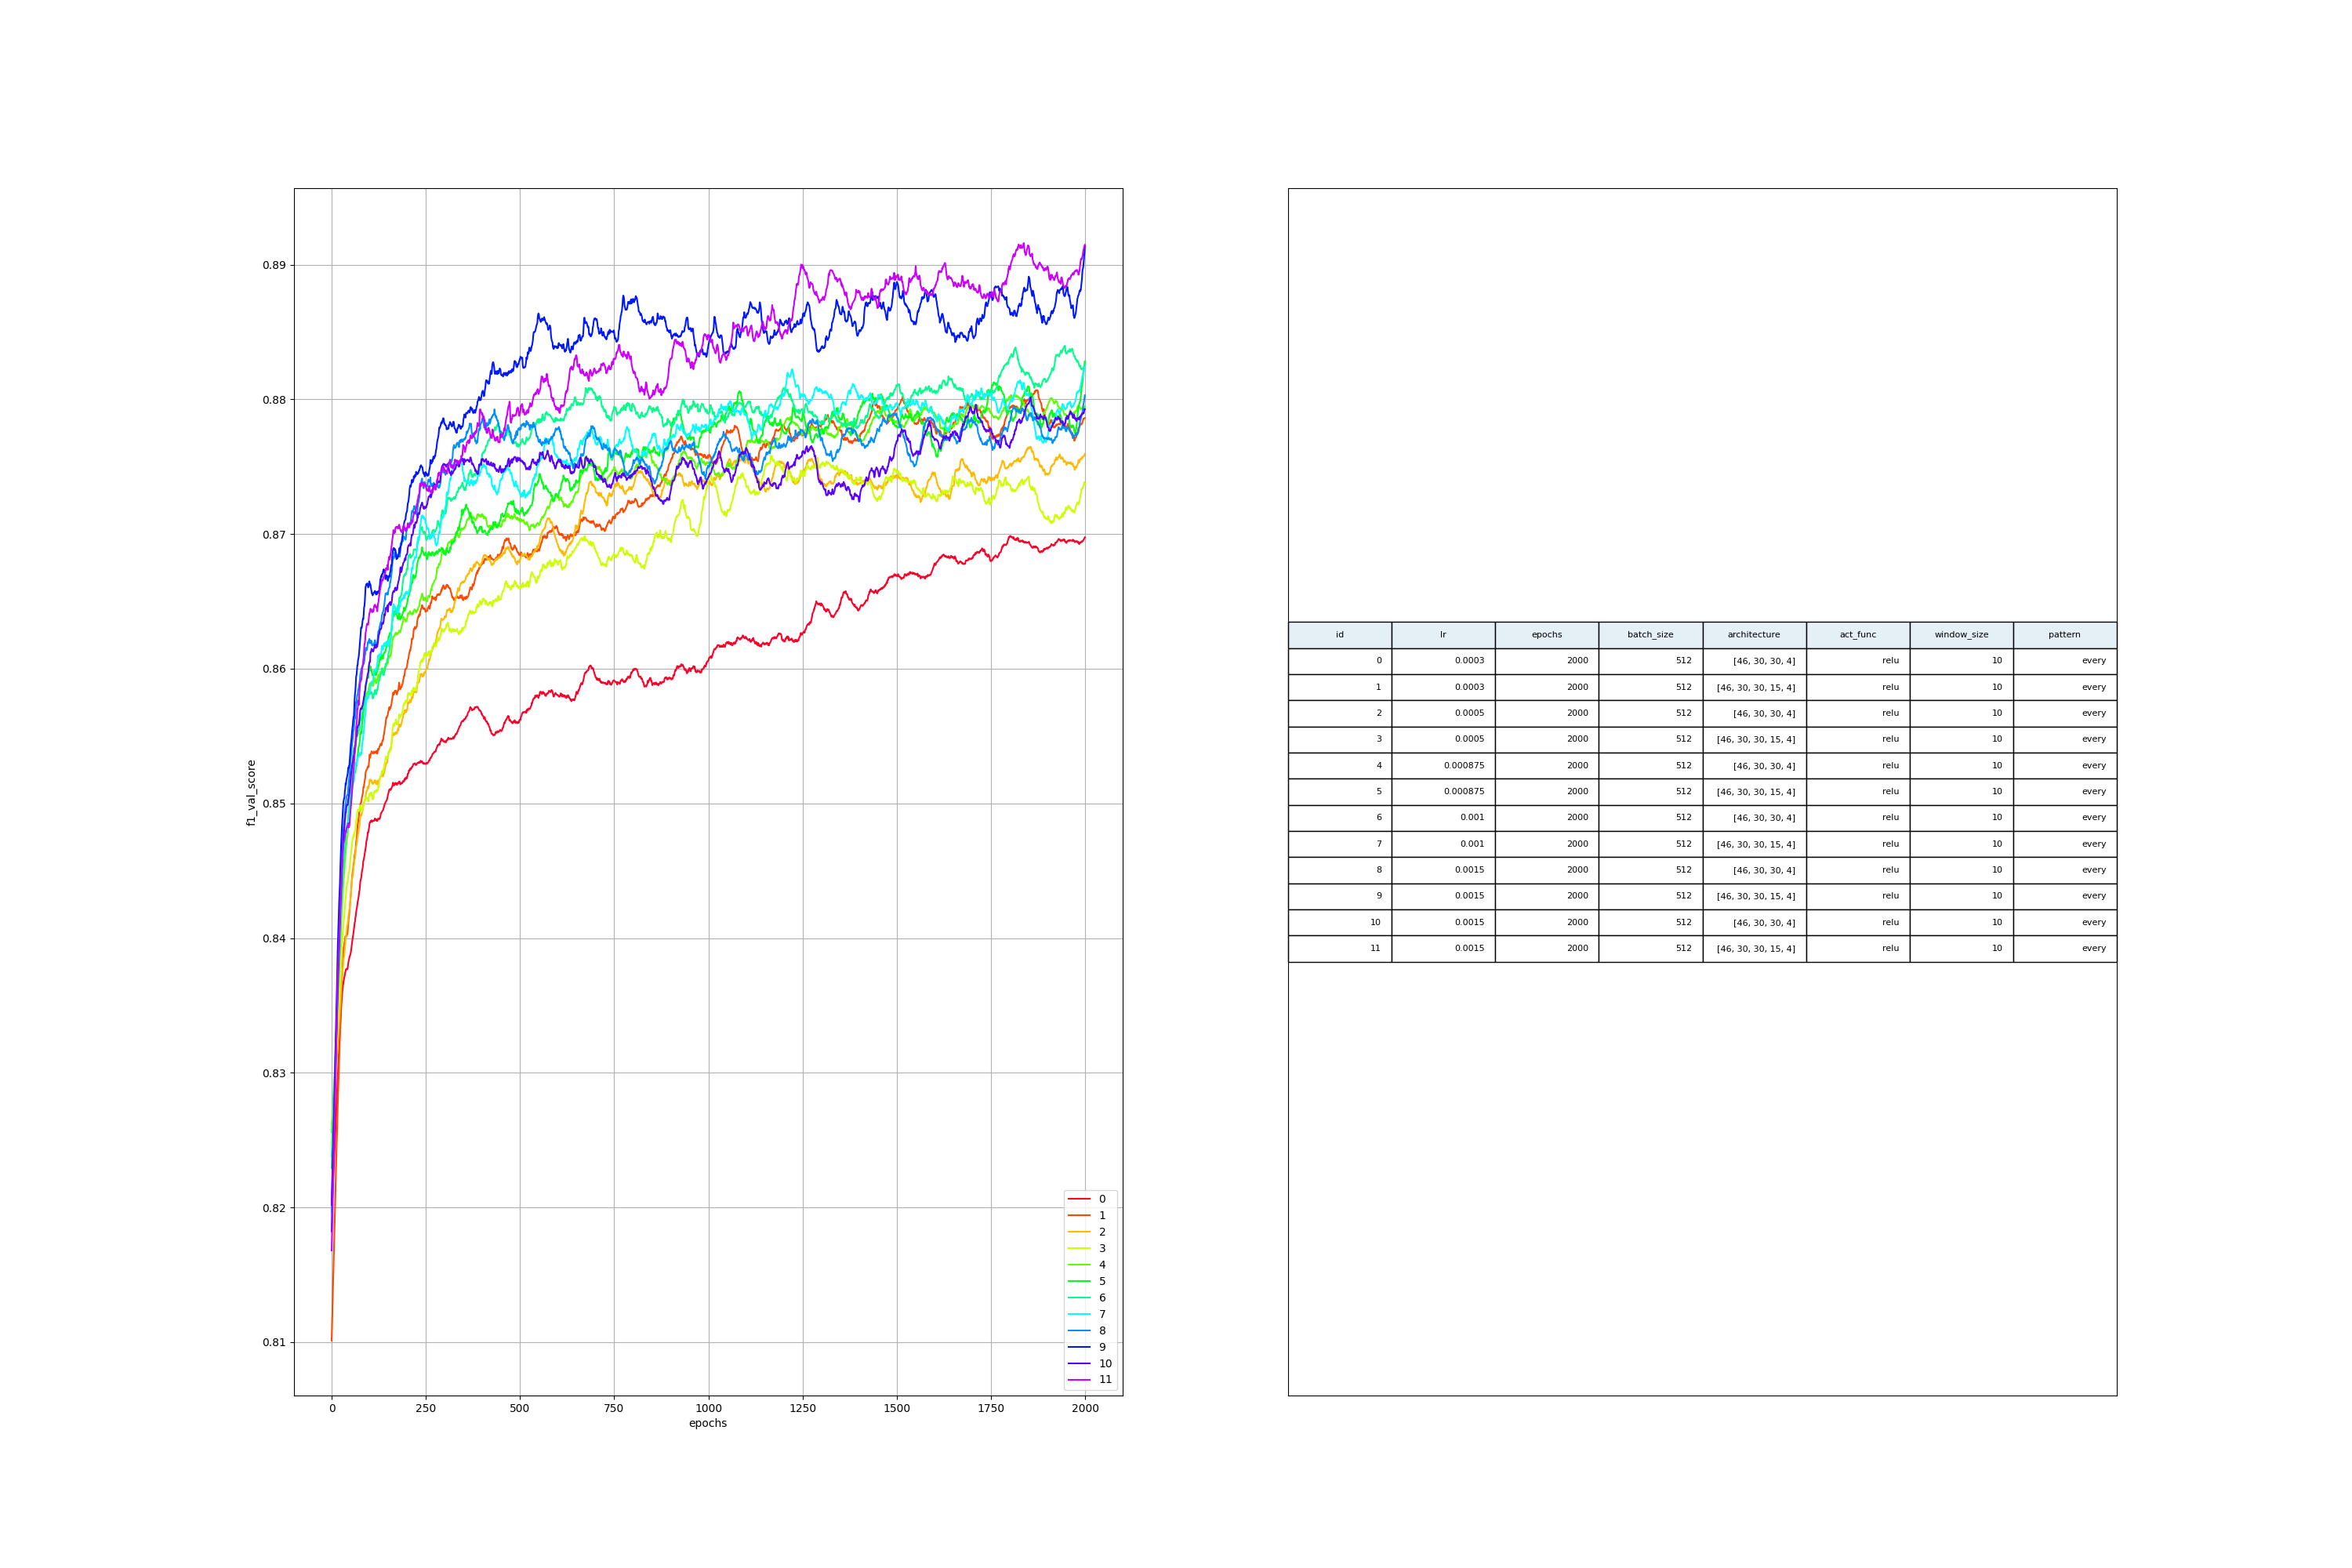 0.89
0.88
0.87
0.86
0.85
0.84
0.83
0.82
0.81
f1_val_score
0 250 500 750 1000 1250 1500 1750 2000
epochs
0
1
2
3
4
5
6
7
8
9
10
11
id lr epochs batch_size architecture act_func window_size pattern
0 0.0003 2000 512 [46, 30, 30, 4] relu 10 every
1 0.0003 2000 512 [46, 30, 30, 15, 4] relu 10 every
2 0.0005 2000 512 [46, 30, 30, 4] relu 10 every
3 0.0005 2000 512 [46, 30, 30, 15, 4] relu 10 every
4 0.000875 2000 512 [46, 30, 30, 4] relu 10 every
5 0.000875 2000 512 [46, 30, 30, 15, 4] relu 10 every
6 0.001 2000 512 [46, 30, 30, 4] relu 10 every
7 0.001 2000 512 [46, 30, 30, 15, 4] relu 10 every
8 0.0015 2000 512 [46, 30, 30, 4] relu 10 every
9 0.0015 2000 512 [46, 30, 30, 15, 4] relu 10 every
10 0.0015 2000 512 [46, 30, 30, 4] relu 10 every
11 0.0015 2000 512 [46, 30, 30, 15, 4] relu 10 every